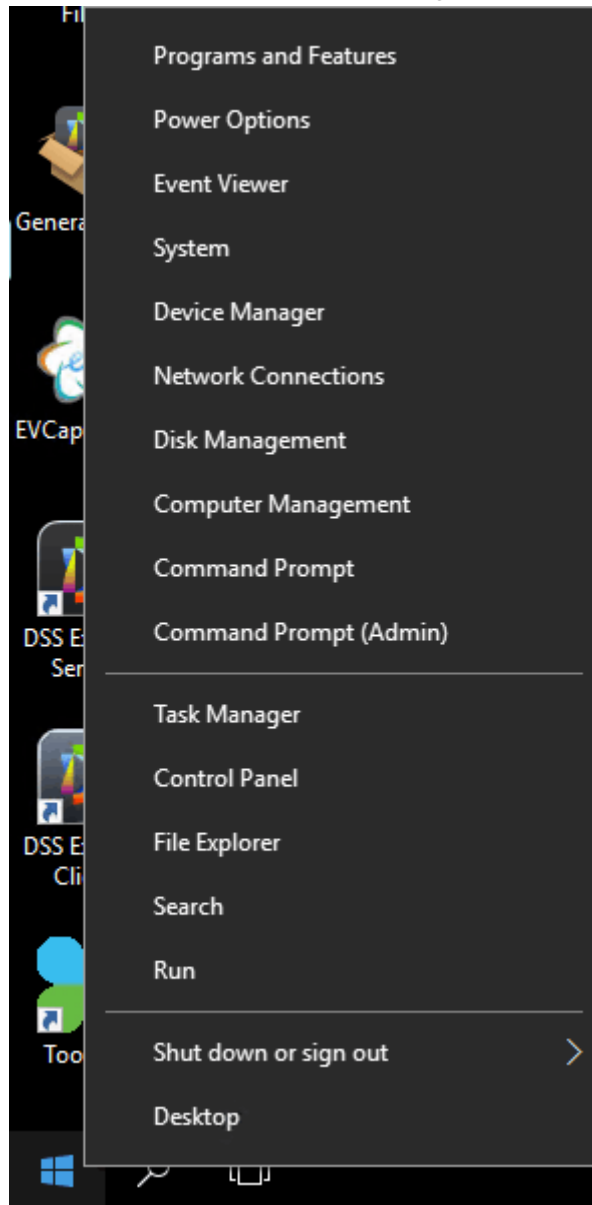 Fil
Programs and Features
Power Options
Event Viewer
Genera
System
Device Manager
Network Connections
EVCap
Disk Management
Computer Management
Command Prompt
DSS E
Command Prompt (Admin)
Ser
Task Manager
Control Panel
DSS E
File Explorer
Cli
Search
Run
Too
Shut down or sign out
Desktop